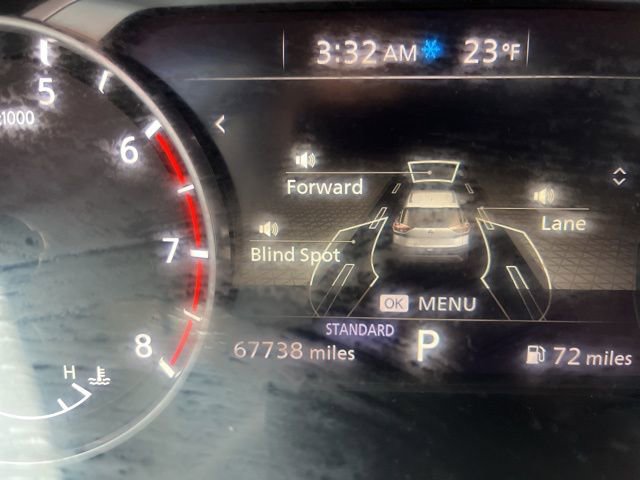 3:32 AM 23°F
5
x1000
6
Forward
Lane
7
Blind Spot
OK MENU
STANDARD
8
67738 miles P 72 miles
H